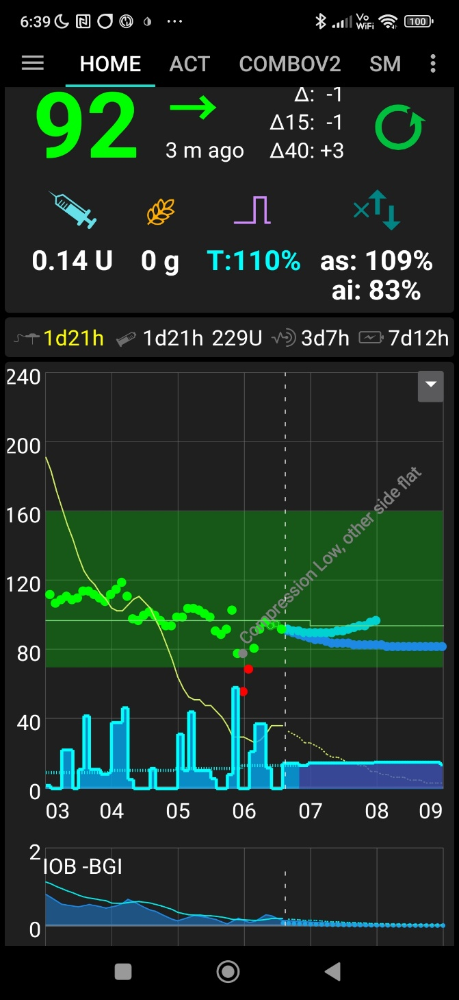 6:39 ... Vo WiFi 100
HOME ACT COMBOV2 SM
Δ: -1
92
Δ15: -1
3 m ago Δ40: +3
0.14 U 0 g T:110% as: 109%
ai: 83%
1d21h 1d21h 229U 3d7h 7d12h
240
200
160
120
80
40
0
Compression Low, other side flat
03 04 05 06 07 08 09
2
IOB -BGI
0